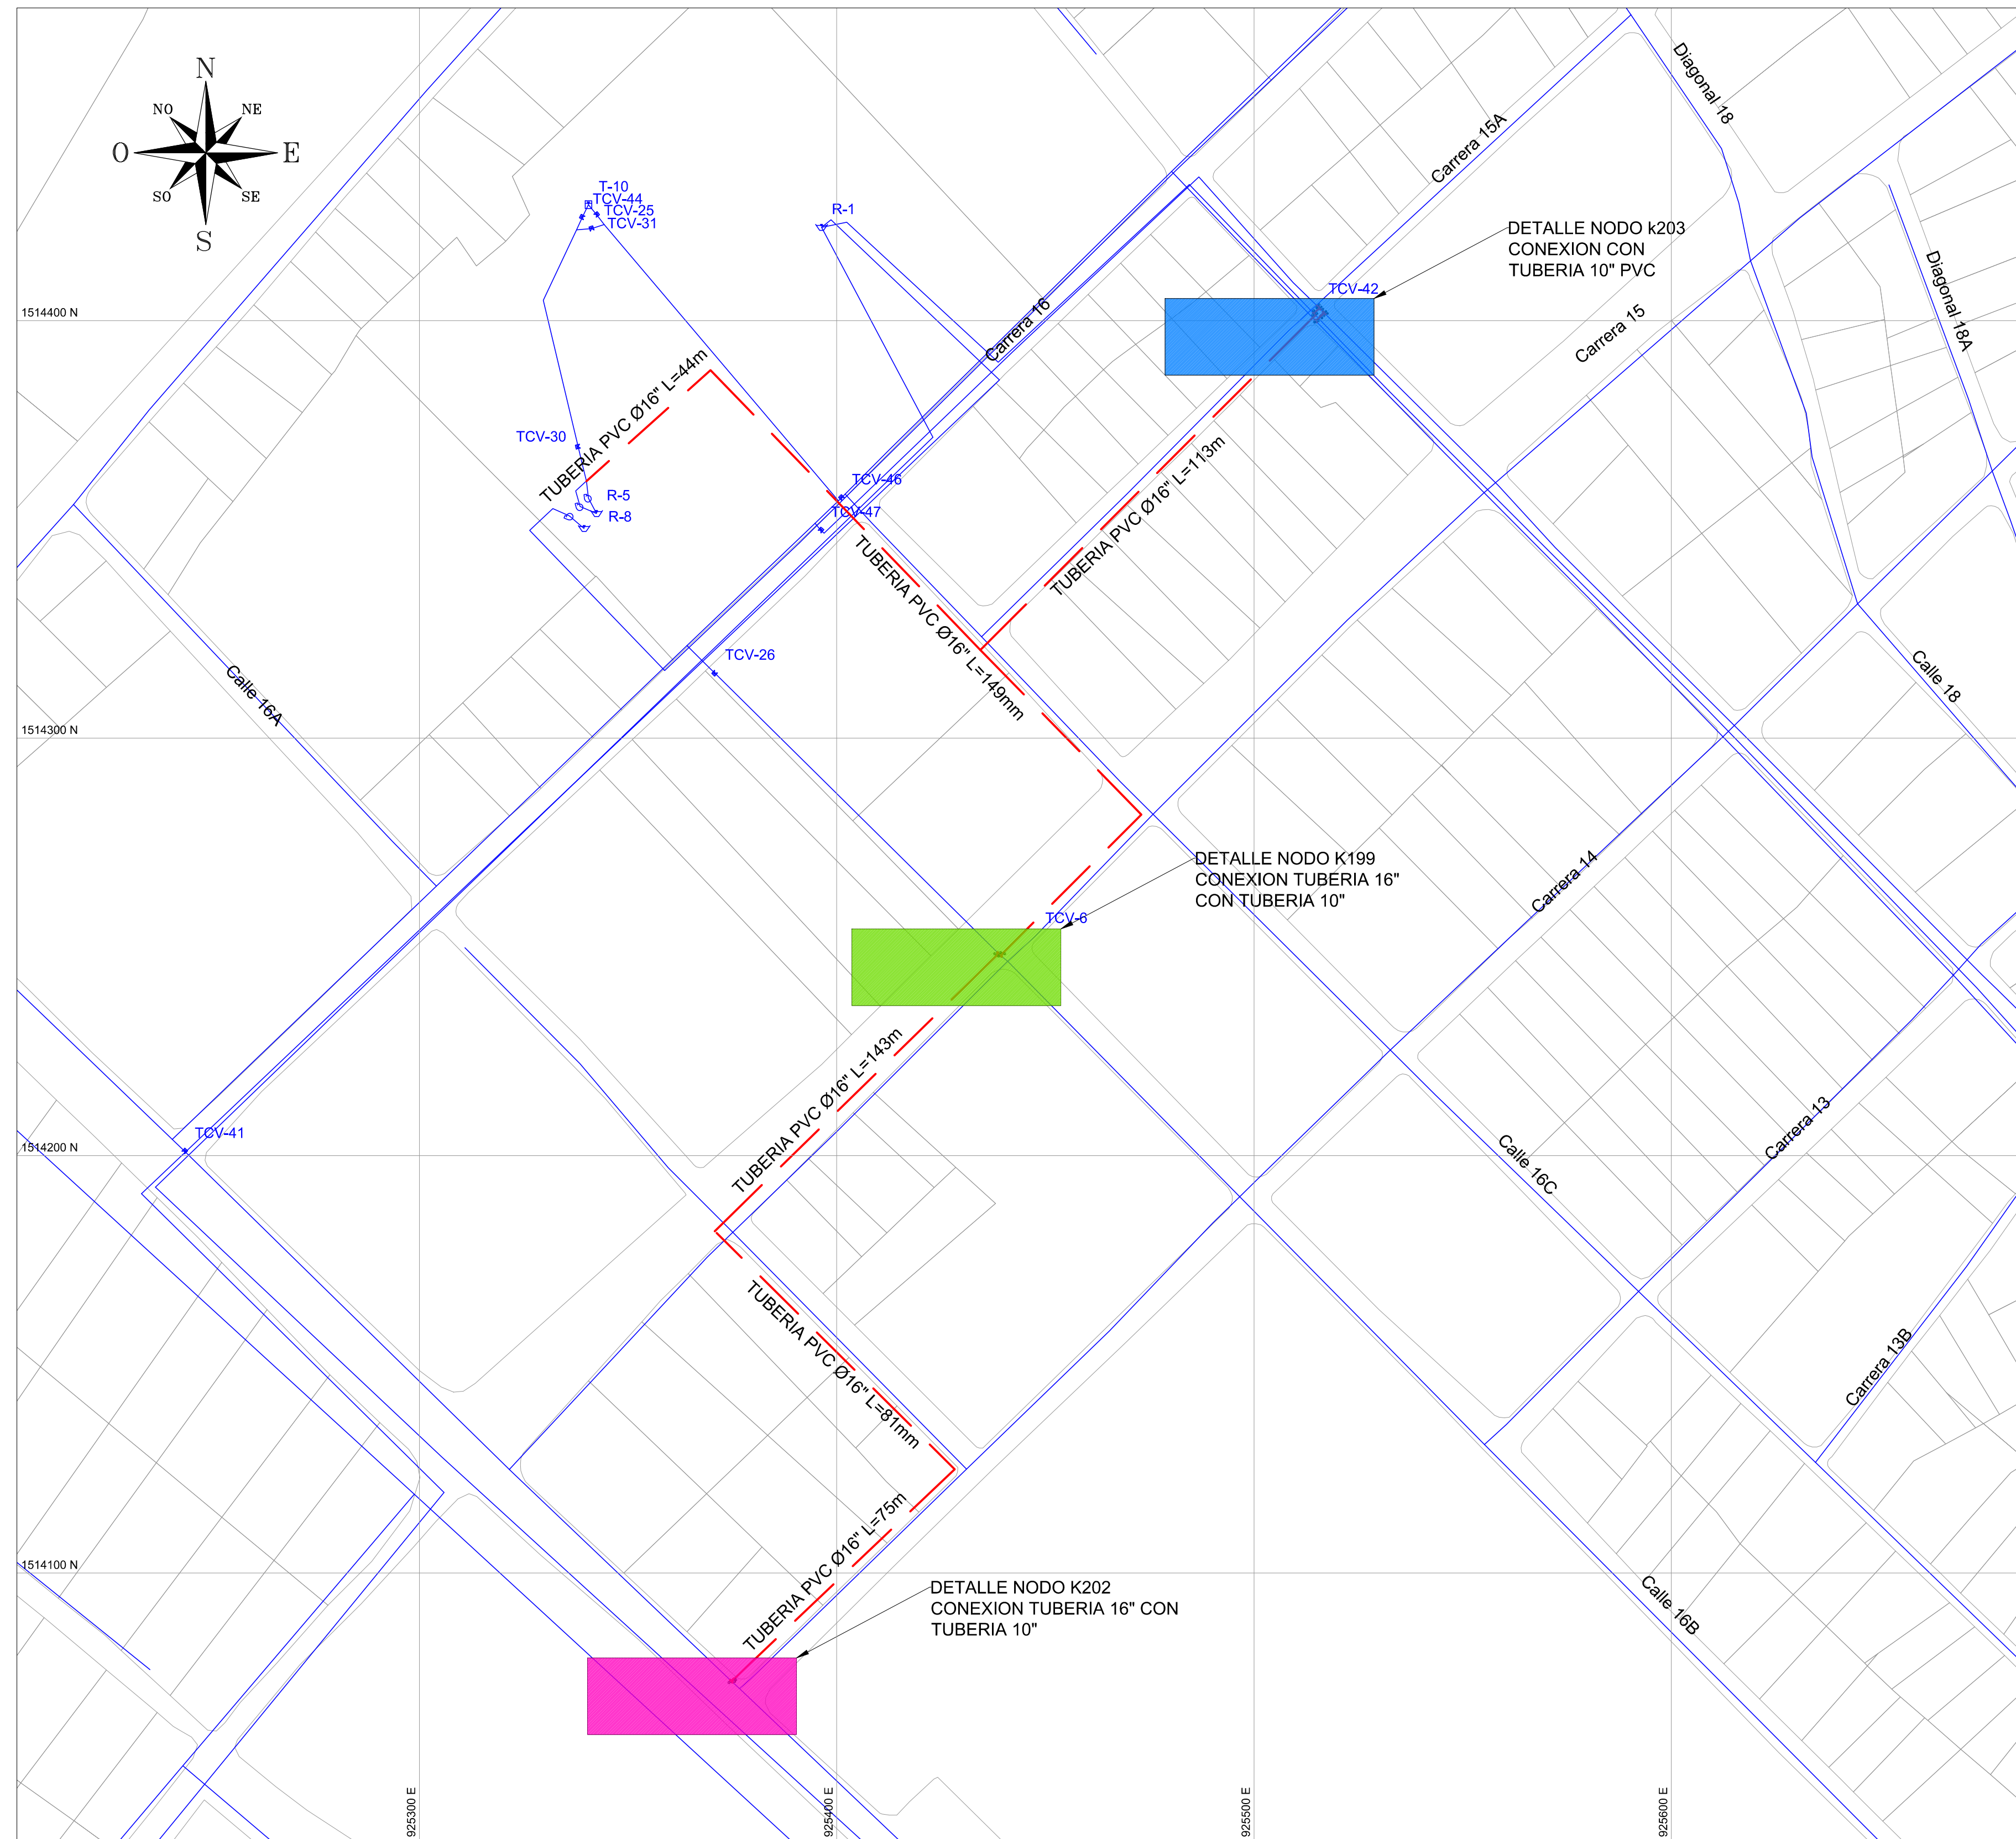 N
NO
NE
O
E
SO
SE
S
Diagonal 18
Carrera 15A
T-10
TCV-44
TCV-25
TCV-31
R-1
DETALLE NODO k203
CONEXION CON
TUBERIA 10" PVC
TCV-42
Diagonal 18A
1514400 N
Carrera 16
Carrera 15
TUBERIA PVC Ø16" L=44m
TCV-30
TCV-46
R-5
TCV-47
R-8
TUBERIA PVC Ø16" L=113m
TUBERIA PVC Ø16" L=149mm
TCV-26
Calle 16A
Calle 18
1514300 N
DETALLE NODO K199
CONEXION TUBERIA 16"
CON TUBERIA 10"
Carrera 14
TCV-6
TUBERIA PVC Ø16" L=143m
TCV-41
1514200 N
Carrera 13
Calle 16C
TUBERIA PVC Ø16" L=81mm
Carrera 13B
TUBERIA PVC Ø16" L=75m
1514100 N
DETALLE NODO K202
CONEXION TUBERIA 16" CON
TUBERIA 10"
Calle 16B
925300 E
925400 E
925500 E
925600 E